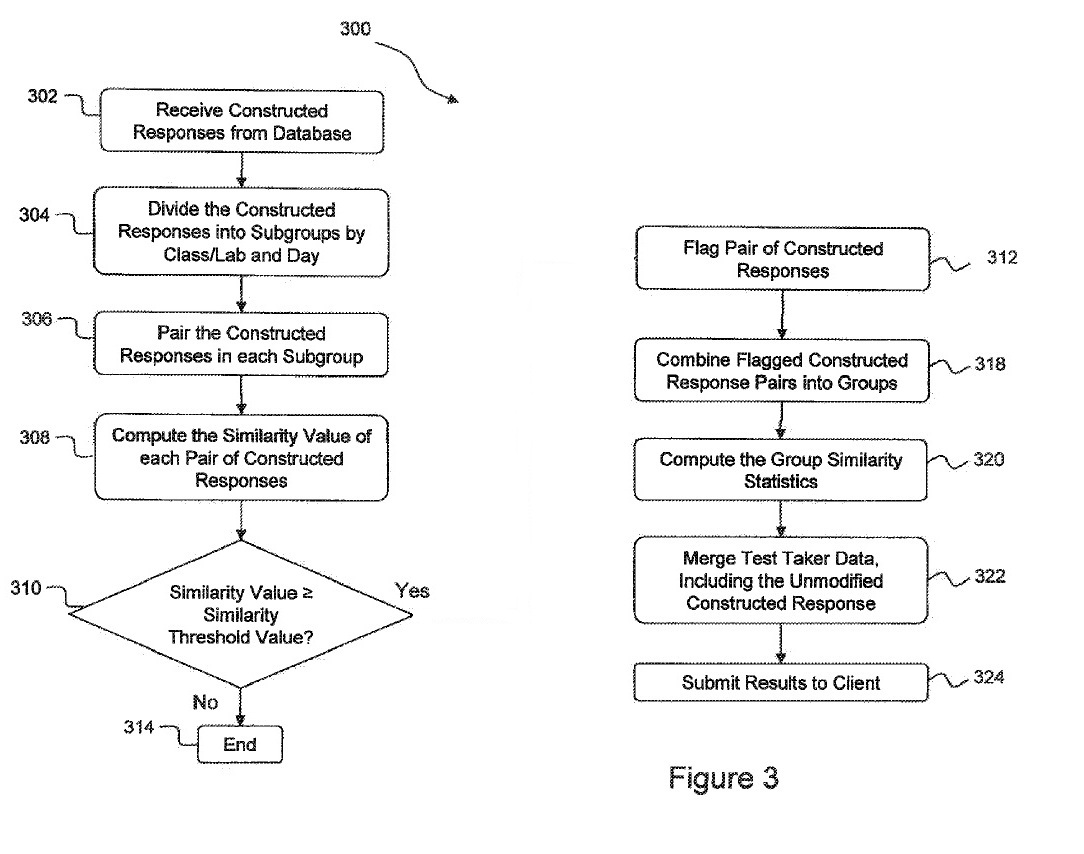 300
302
Receive Constructed
Responses from Database
304
Divide the Constructed
Responses into Subgroups by
Class/Lab and Day
306
Pair the Constructed
Responses in each Subgroup
308
Compute the Similarity Value of
each Pair of Constructed
Responses
310
Similarity Value ≥
Similarity
Threshold Value?
Yes
No
314
End
Flag Pair of Constructed
Responses
312
Combine Flagged Constructed
Response Pairs into Groups
318
Compute the Group Similarity
Statistics
320
Merge Test Taker Data,
Including the Unmodified
Constructed Response
322
Submit Results to Client
324
Figure 3